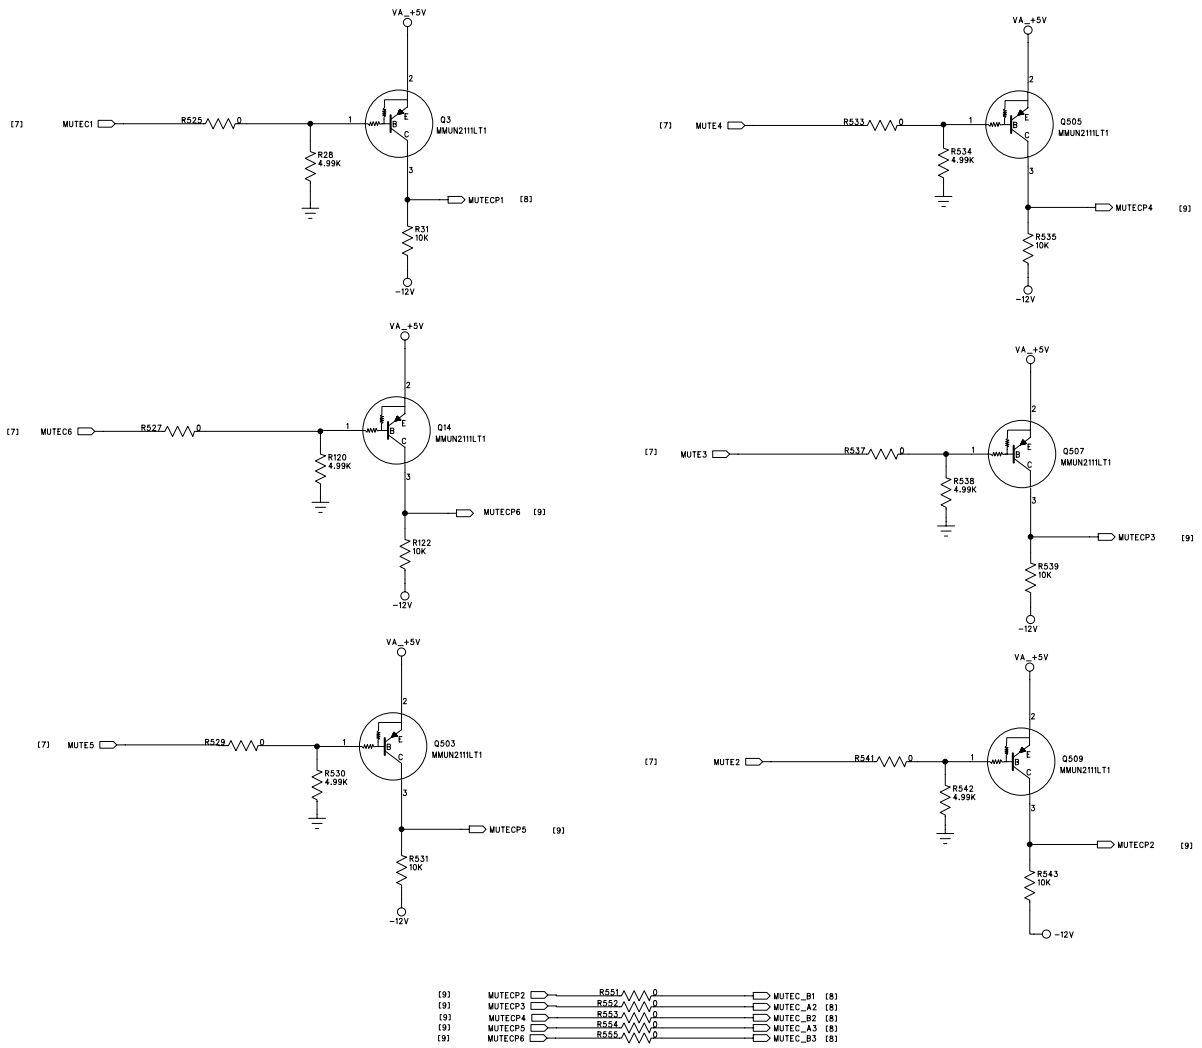 VA_+5V
2
[7] MUTEC1 R525 0 1 E B C Q3
MMUN2111LT1
R28
4.99K
3
MUTECP1 [8]
R31
10K
-12V
VA_+5V
2
[7] MUTE4 R533 0 1 E B C Q505
MMUN2111LT1
R534
4.99K
3
MUTECP4 [9]
R535
10K
-12V
VA_+5V
2
[7] MUTEC6 R527 0 1 E B C Q14
MMUN2111LT1
R120
4.99K
3
MUTECP6 [9]
R122
10K
-12V
VA_+5V
2
[7] MUTE3 R537 0 1 E B C Q507
MMUN2111LT1
R538
4.99K
3
MUTECP3 [9]
R539
10K
-12V
VA_+5V
2
[7] MUTE5 R529 0 1 E B C Q503
MMUN2111LT1
R530
4.99K
3
MUTECP5 [9]
R531
10K
-12V
VA_+5V
2
[7] MUTE2 R541 0 1 E B C Q509
MMUN2111LT1
R542
4.99K
3
MUTECP2 [9]
R543
10K
-12V
[9] MUTECP2 R551 0 MUTEC_B1 [8]
[9] MUTECP3 R552 0 MUTEC_A2 [8]
[9] MUTECP4 R553 0 MUTEC_B2 [8]
[9] MUTECP5 R554 0 MUTEC_A3 [8]
[9] MUTECP6 R555 0 MUTEC_B3 [8]